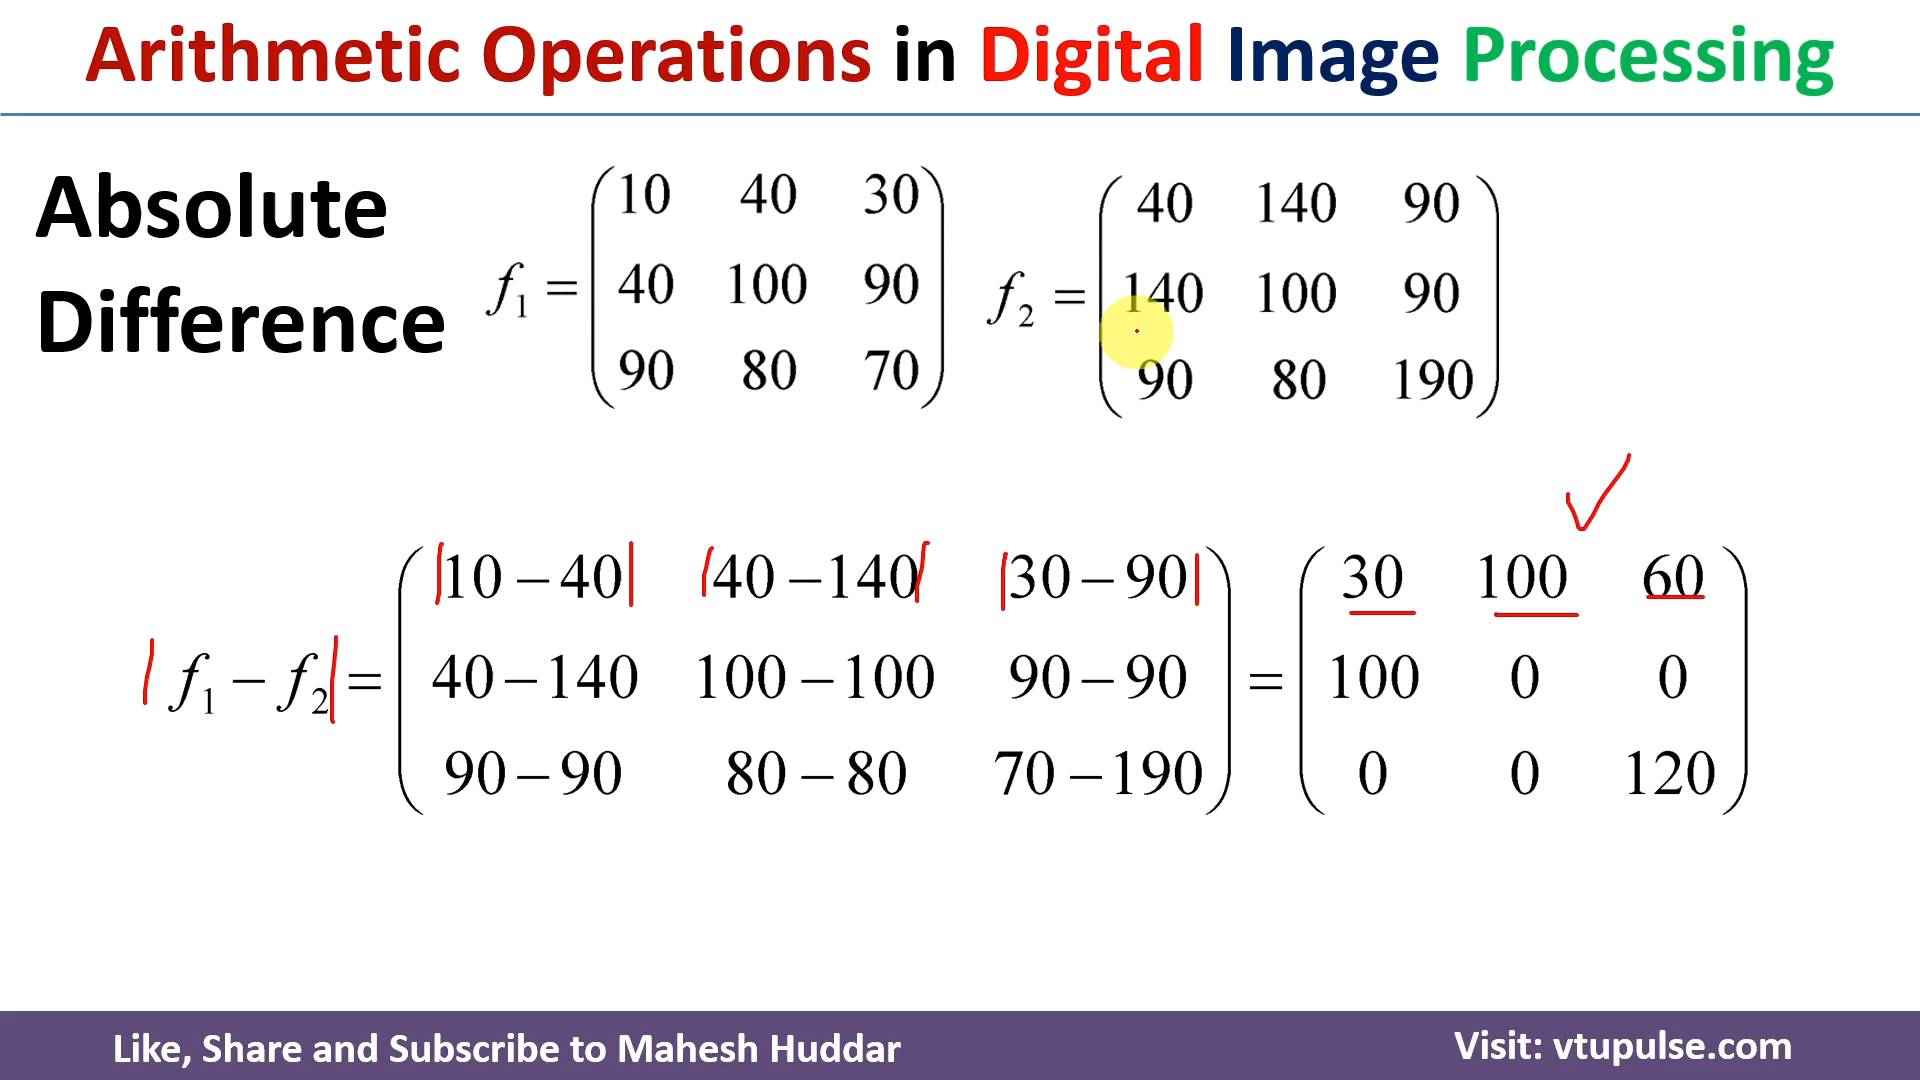 Arithmetic Operations in Digital Image Processing
Absolute
Difference
f₁ = ( 10 40 30
40 100 90
90 80 70 )
f₂ = ( 40 140 90
140 100 90
90 80 190 )
|f₁ − f₂| = ( |10 − 40| |40 − 140| |30 − 90|
40 − 140 100 − 100 90 − 90
90 − 90 80 − 80 70 − 190 )
= ( 30 100 60
100 0 0
0 0 120 )
Like, Share and Subscribe to Mahesh Huddar
Visit: vtupulse.com